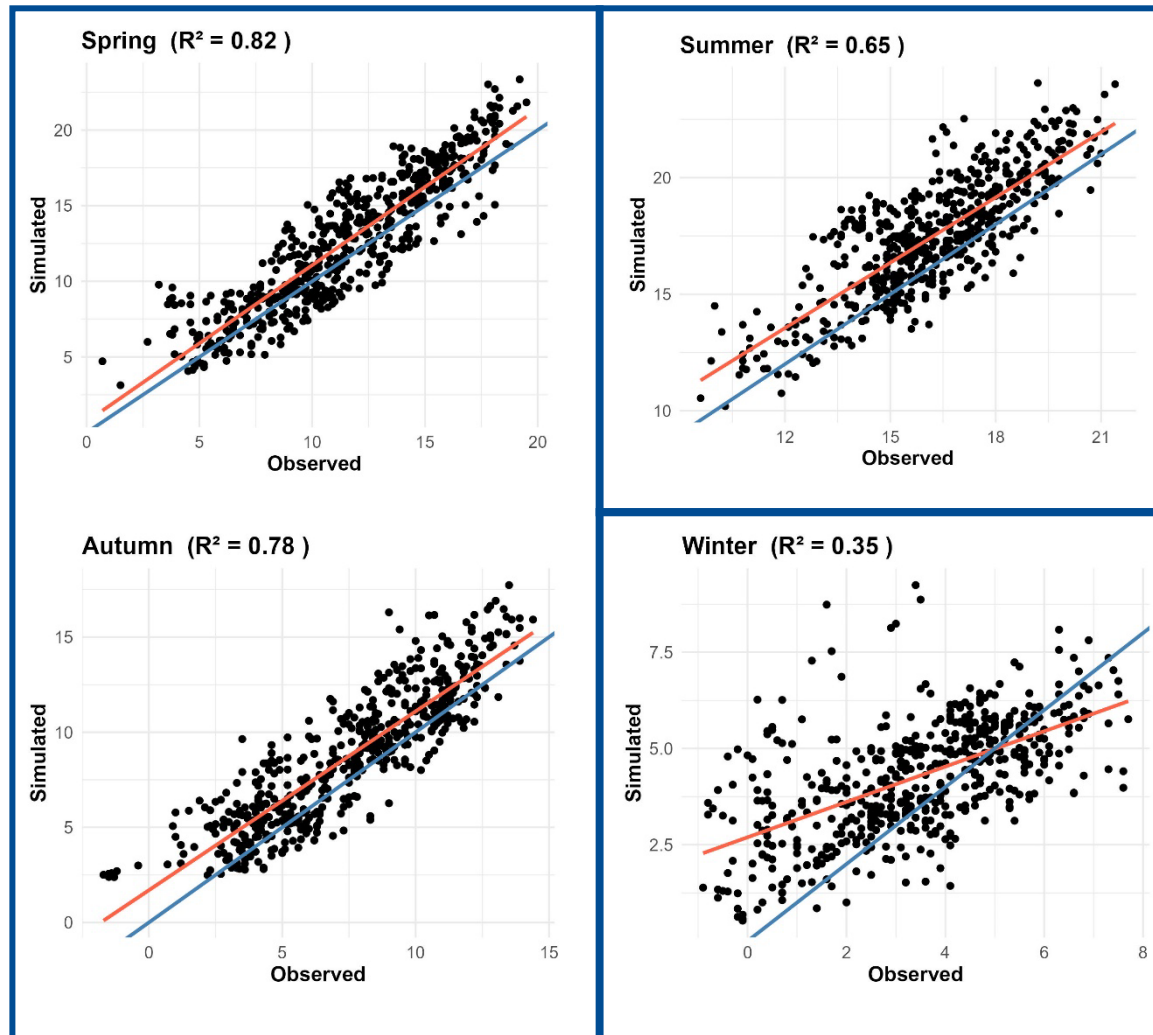 Spring (R² = 0.82 )
Simulated
20
15
10
5
0 5 10 15 20
Observed
Summer (R² = 0.65 )
Simulated
20
15
10
12 15 18 21
Observed
Autumn (R² = 0.78 )
Simulated
15
10
5
0
0 5 10 15
Observed
Winter (R² = 0.35 )
Simulated
7.5
5.0
2.5
0 2 4 6 8
Observed